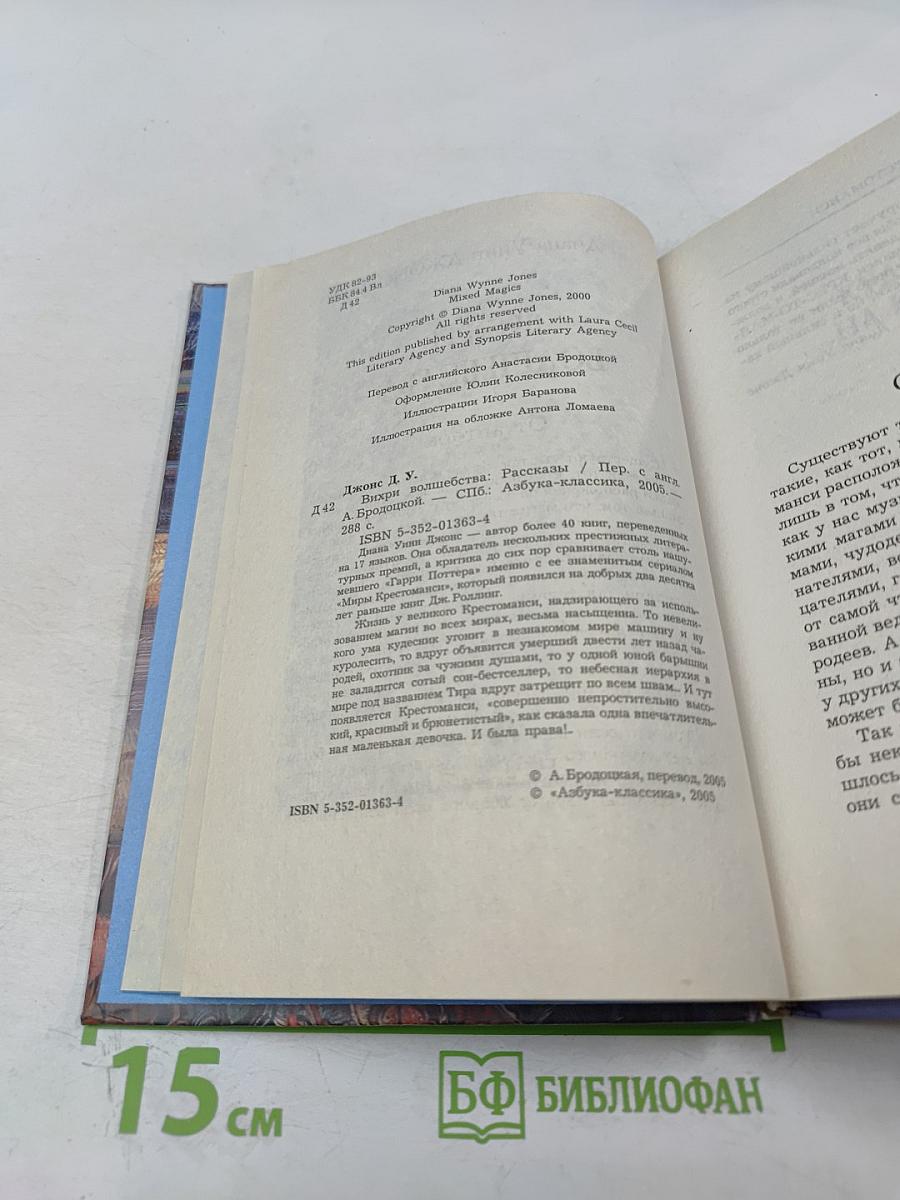 УДК 82-93
ББК 84.4 Вл
Д 42
Diana Wynne Jones
Mixed Magics
Copyright © Diana Wynne Jones, 2000
All rights reserved
This edition published by arrangement with Laura Cecil
Literary Agency and Synopsis Literary Agency
Перевод с английского Анастасии Бродоцкой
Оформление Юлии Колесниковой
Иллюстрации Игоря Баранова
Иллюстрация на обложке Антона Ломаева
Джонс Д. У.
Д 42 Вихри волшебства: Рассказы / Пер. с англ.
А. Бродоцкой. — СПб.: Азбука-классика, 2005.—
288 с.
ISBN 5-352-01363-4
Диана Уинн Джонс — автор более 40 книг, переведенных
на 17 языков. Она обладатель нескольких престижных литера-
турных премий, а критика до сих пор сравнивает столь нашу-
мевшего «Гарри Поттера» именно с ее знаменитым сериалом
«Миры Крестоманси», который появился на добрых два десятка
лет раньше книг Дж. Роллинг.
Жизнь у великого Крестоманси, надзирающего за исполь-
зованием магии во всех мирах, весьма насыщенна. То невели-
кого ума кудесник угонит в незнакомом мире машину и ну
куролесить, то вдруг объявится умерший двести лет назад ча-
родей, охотник за чужими душами, то у одной юной барышни
не заладится сотый сон-бестселлер, то небесная иерархия в
мире под названием Тира вдруг затрещит по всем швам... И тут
появляется Крестоманси, «совершенно непростительно высо-
кий, красивый и брюнетистый», как сказала одна впечатлитель-
ная маленькая девочка. И была права!..
© А. Бродоцкая, перевод, 2005
ISBN 5-352-01363-4 © «Азбука-классика», 2005
Существуют
такие, как тот,
манси располож
лишь в том, чт
как у нас муз
кими магами
мами, чудоде
нателями, ве
цателями, г
от самой ч
ванной вед
родеев. А
ны, но и
у других
может б
Так
бы нек
шлось
они с
15 см
БФ БИБЛИОФАН